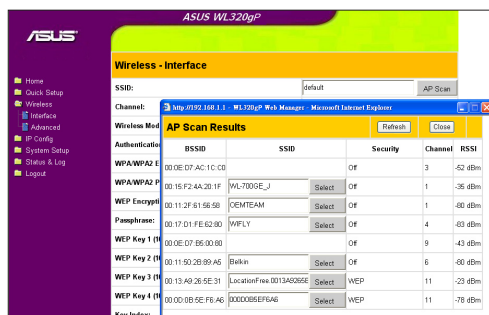 ASUS WL320gP
ASUS
Wireless - Interface
Home
Quick Setup
Wireless
Interface
Advanced
IP Config
System Setup
Status & Log
Logout
SSID: default AP Scan
Channel:
Wireless Mod
Authenticatio
WPA/WPA2 E
WPA/WPA2 P
WEP Encrypti
Passphrase:
WEP Key 1 (1
WEP Key 2 (1
WEP Key 3 (1
WEP Key 4 (1
Key Index:
http://192.168.1.1 - WL320gP Web Manager - Microsoft Internet Explorer
AP Scan Results Refresh Close
BSSID SSID Security Channel RSSI
00:0E:D7:AC:1C:C0 Off 3 -52 dBm
00:15:F2:4A:20:1F WL-700GE_J Select Off 1 -35 dBm
00:11:2F:61:56:58 OEMTEAM Select Off 1 -80 dBm
00:17:D1:FE:62:80 WIFLY Select Off 4 -83 dBm
00:0E:D7:B5:00:80 Off 9 -43 dBm
00:11:50:2B:89:A5 Belkin Select Off 6 -80 dBm
00:13:A9:26:5E:31 LocationFree.0013A9265E Select WEP 11 -23 dBm
00:0D:0B:5E:F6:A6 000D0B5EF6A6 Select WEP 11 -78 dBm